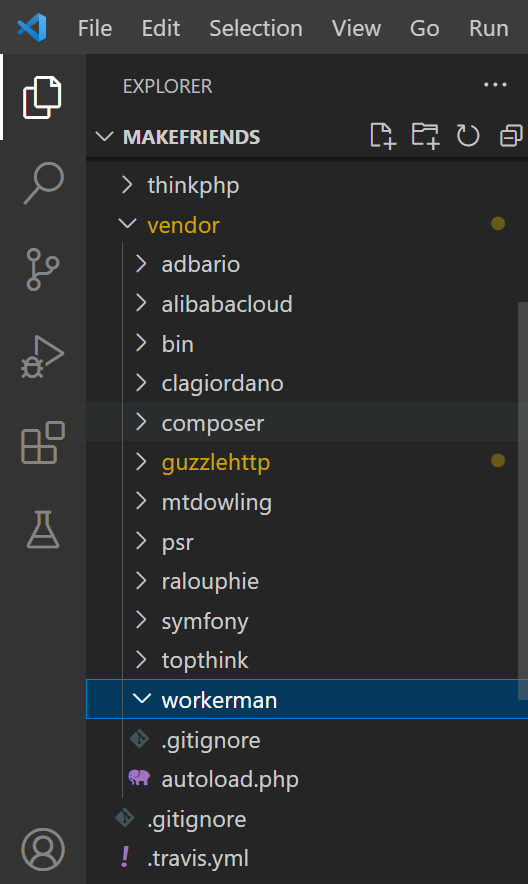 File Edit Selection View Go Run
EXPLORER
MAKEFRIENDS
thinkphp
vendor
adbario
alibabacloud
bin
clagiordano
composer
guzzlehttp
mtdowling
psr
ralouphie
symfony
topthink
workerman
.gitignore
autoload.php
.gitignore
.travis.yml